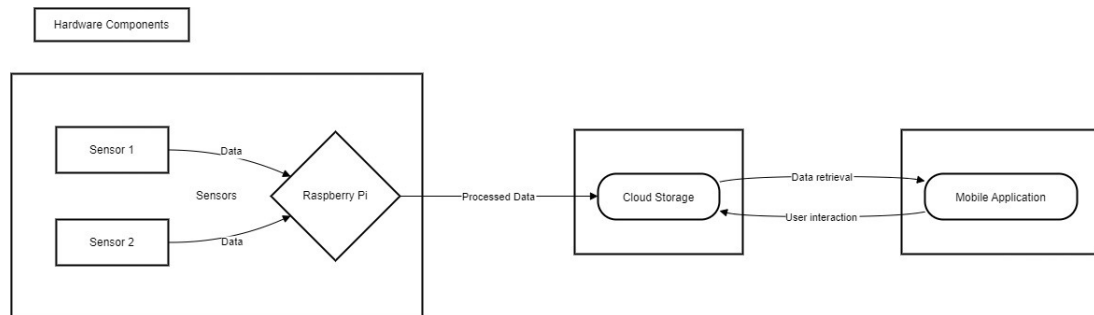 Hardware Components
Sensor 1
Data
Sensors
Raspberry Pi
Sensor 2
Data
Processed Data
Cloud Storage
Data retrieval
User interaction
Mobile Application